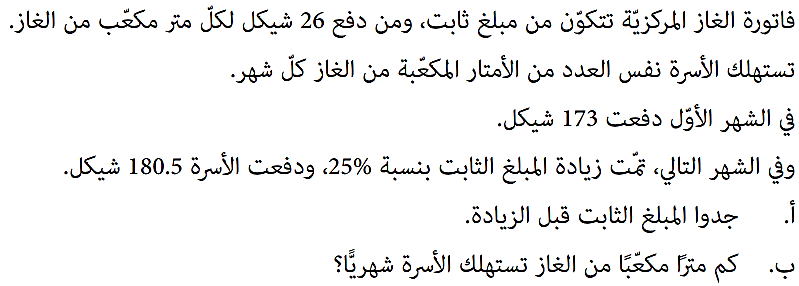 فاتورة الغاز المركزيّة تتكوّن من مبلغ ثابت، ومن دفع 26 شيكل لكلّ متر مكعّب من الغاز.
تستهلك الأسرة نفس العدد من الأمتار المكعّبة من الغاز كلّ شهر.
في الشهر الأوّل دفعت 173 شيكل.
وفي الشهر التالي، تمّت زيادة المبلغ الثابت بنسبة 25%، ودفعت الأسرة 180.5 شيكل.
أ. جدوا المبلغ الثابت قبل الزيادة.
ب. كم مترًا مكعّبًا من الغاز تستهلك الأسرة شهريًّا؟